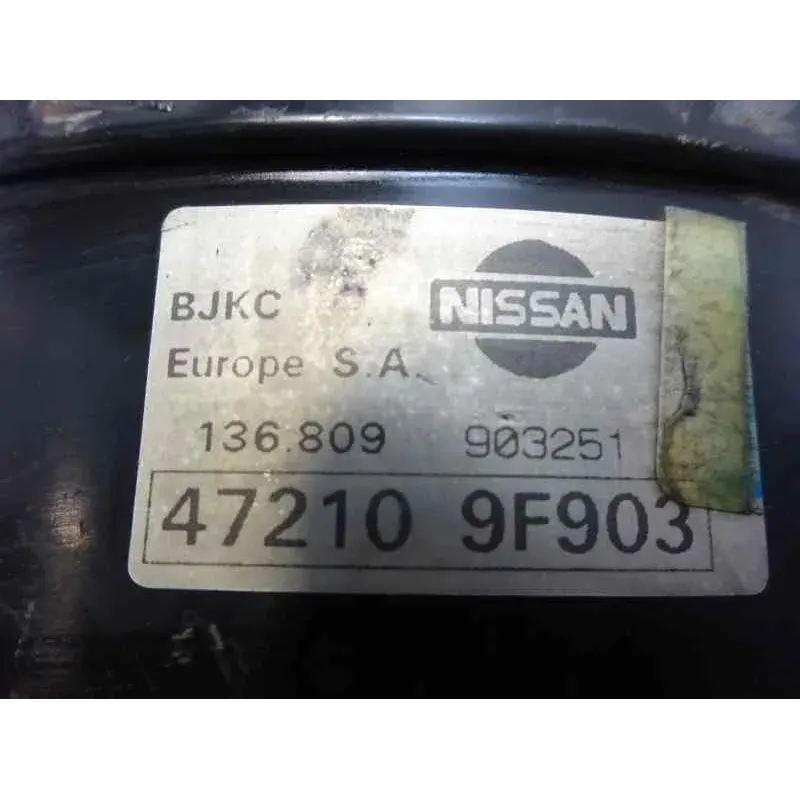 BJKC
NISSAN
Europe S.A.
136.809 903251
47210 9F903